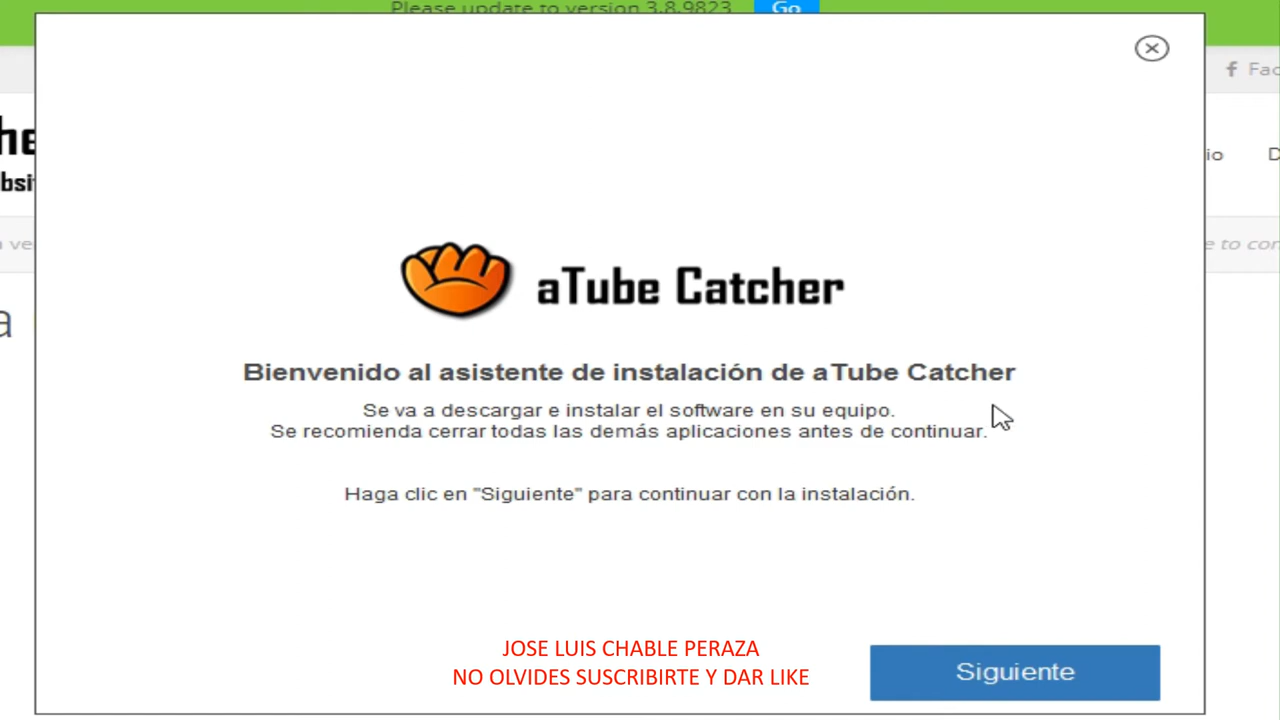 Please update to version 3.8.9823 Go
aTube Catcher
Bienvenido al asistente de instalación de aTube Catcher
Se va a descargar e instalar el software en su equipo.
Se recomienda cerrar todas las demás aplicaciones antes de continuar.
Haga clic en "Siguiente" para continuar con la instalación.
JOSE LUIS CHABLE PERAZA
NO OLVIDES SUSCRIBIRTE Y DAR LIKE
Siguiente